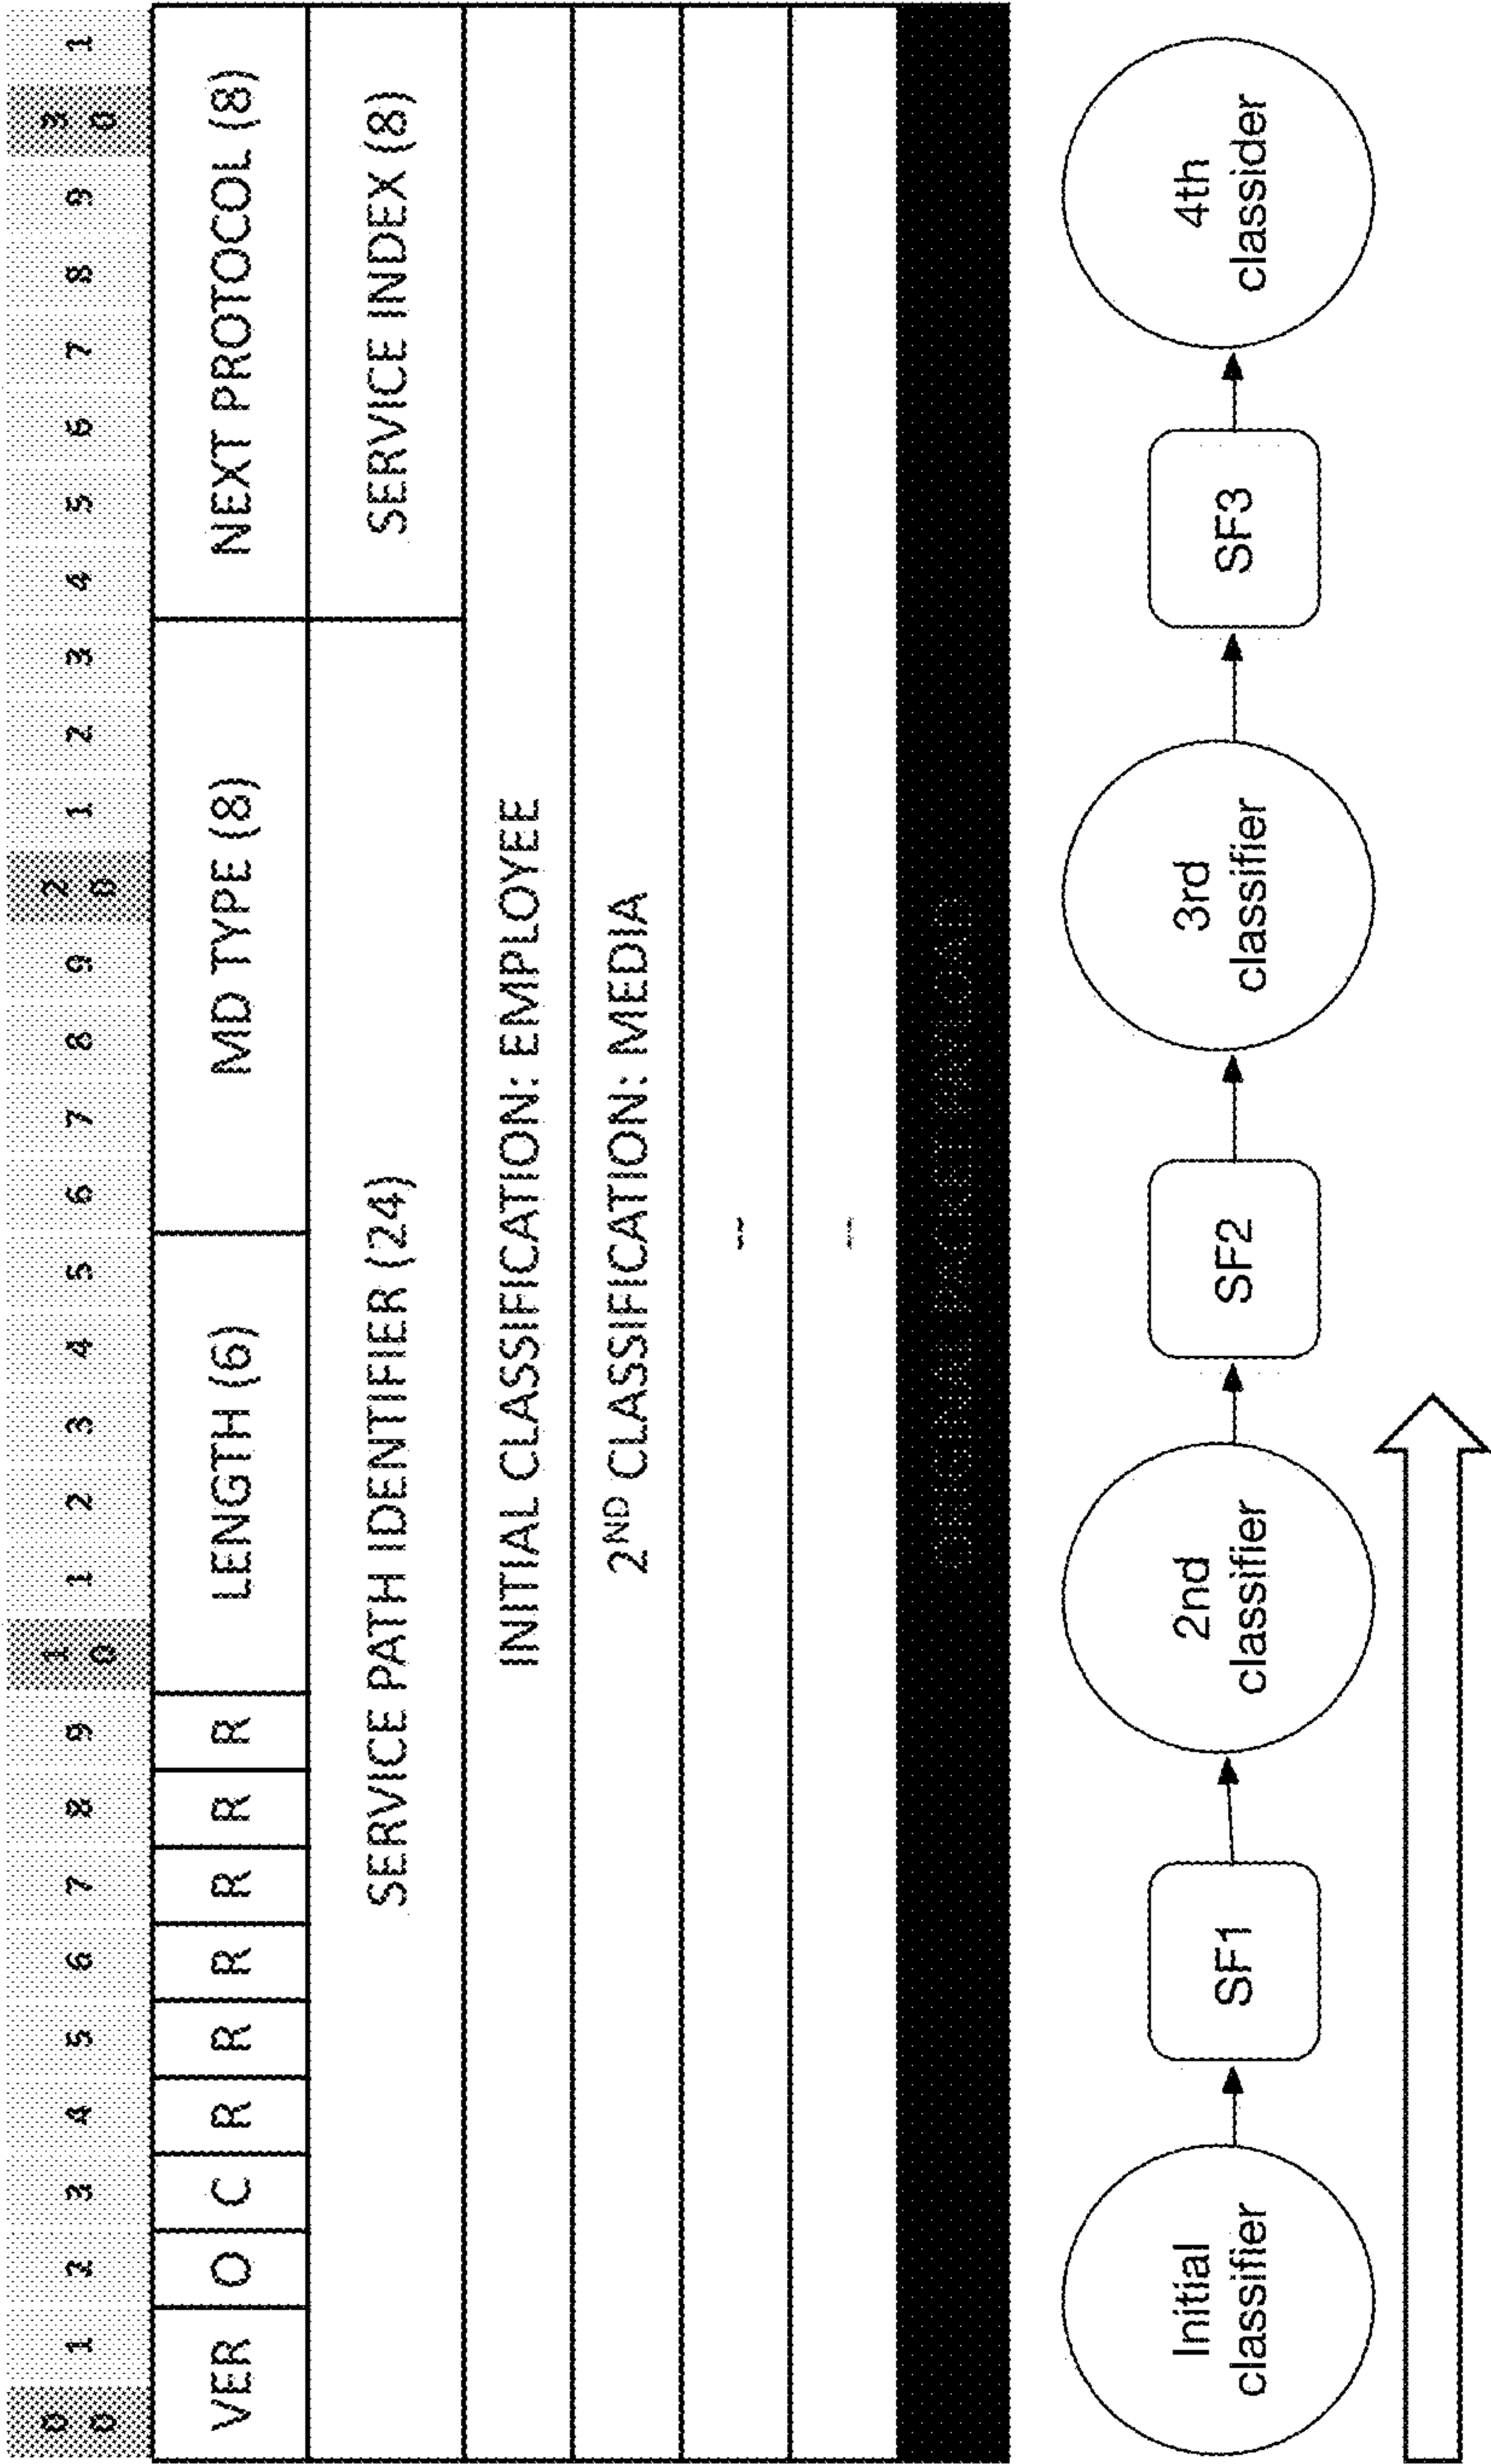 0 1 2 3
0 1 2 3 4 5 6 7 8 9 0 1 2 3 4 5 6 7 8 9 0 1 2 3 4 5 6 7 8 9 0 1
VER O C R R R R R R LENGTH (6) MD TYPE (8) NEXT PROTOCOL (8)
SERVICE PATH IDENTIFIER (24) SERVICE INDEX (8)
INITIAL CLASSIFICATION: EMPLOYEE
2ND CLASSIFICATION: MEDIA
--
--
ORIGINAL PACKET PAYLOAD
Initial
classifier
SF1
2nd
classifier
SF2
3rd
classifier
SF3
4th
classider